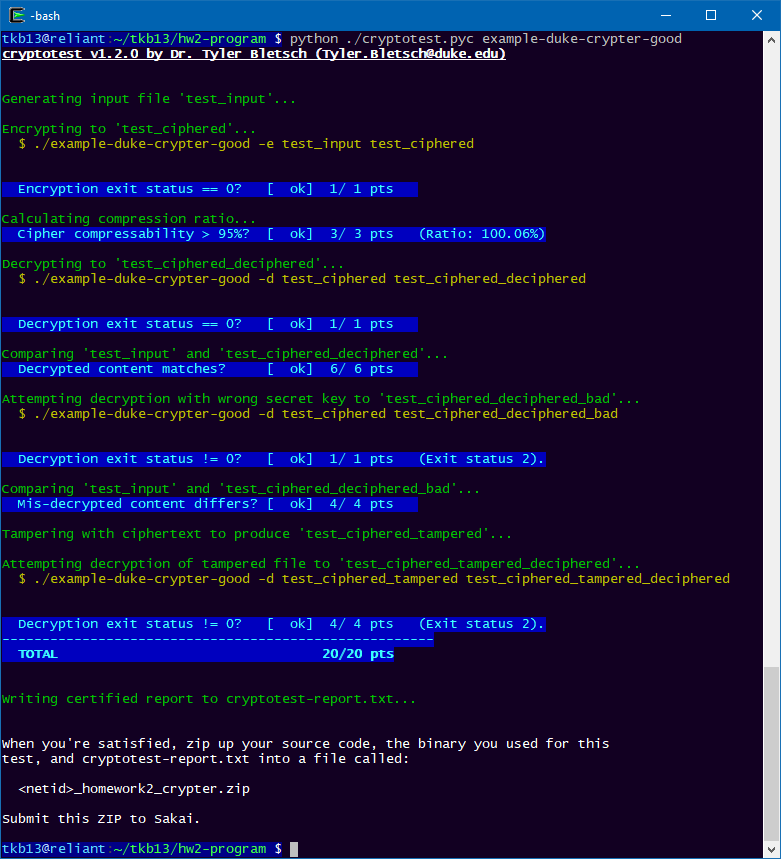 -bash
tkb13@reliant:~/tkb13/hw2-program $ python ./cryptotest.pyc example-duke-crypter-good
cryptotest v1.2.0 by Dr. Tyler Bletsch (Tyler.Bletsch@duke.edu)
Generating input file 'test_input'...
Encrypting to 'test_ciphered'...
$ ./example-duke-crypter-good -e test_input test_ciphered
Encryption exit status == 0? [ ok] 1/ 1 pts
Calculating compression ratio...
Cipher compressability > 95%? [ ok] 3/ 3 pts (Ratio: 100.06%)
Decrypting to 'test_ciphered_deciphered'...
$ ./example-duke-crypter-good -d test_ciphered test_ciphered_deciphered
Decryption exit status == 0? [ ok] 1/ 1 pts
Comparing 'test_input' and 'test_ciphered_deciphered'...
Decrypted content matches? [ ok] 6/ 6 pts
Attempting decryption with wrong secret key to 'test_ciphered_deciphered_bad'...
$ ./example-duke-crypter-good -d test_ciphered test_ciphered_deciphered_bad
Decryption exit status != 0? [ ok] 1/ 1 pts (Exit status 2).
Comparing 'test_input' and 'test_ciphered_deciphered_bad'...
Mis-decrypted content differs? [ ok] 4/ 4 pts
Tampering with ciphertext to produce 'test_ciphered_tampered'...
Attempting decryption of tampered file to 'test_ciphered_tampered_deciphered'...
$ ./example-duke-crypter-good -d test_ciphered_tampered test_ciphered_tampered_deciphered
Decryption exit status != 0? [ ok] 4/ 4 pts (Exit status 2).
------------------------------------------------------
TOTAL 20/20 pts
Writing certified report to cryptotest-report.txt...
When you're satisfied, zip up your source code, the binary you used for this
test, and cryptotest-report.txt into a file called:
<netid>_homework2_crypter.zip
Submit this ZIP to Sakai.
tkb13@reliant:~/tkb13/hw2-program $